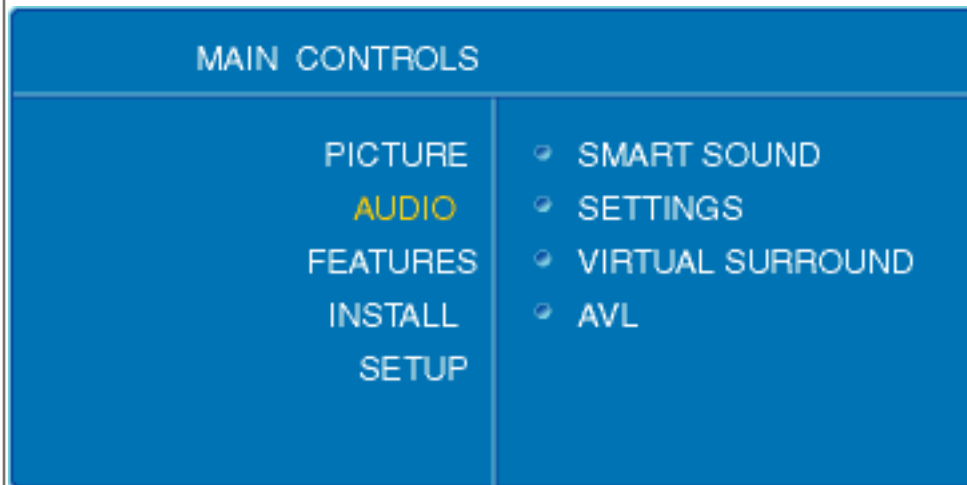 MAIN CONTROLS
PICTURE
AUDIO
FEATURES
INSTALL
SETUP
SMART SOUND
SETTINGS
VIRTUAL SURROUND
AVL